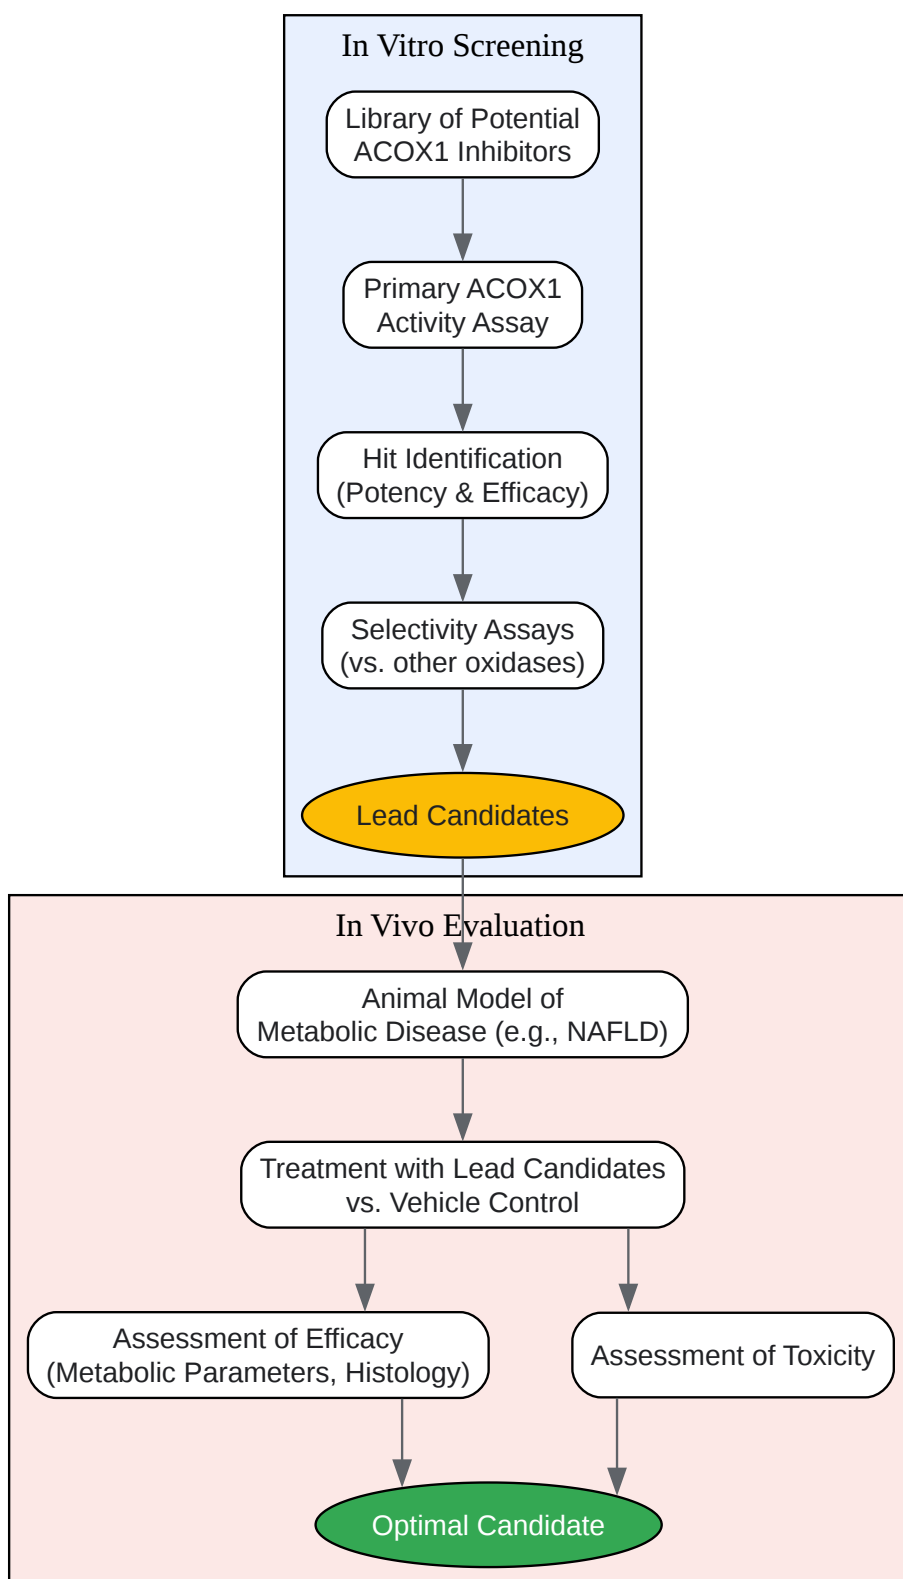 In Vitro Screening
Library of Potential
ACOX1 Inhibitors
Primary ACOX1
Activity Assay
Hit Identification
(Potency & Efficacy)
Selectivity Assays
(vs. other oxidases)
Lead Candidates
In Vivo Evaluation
Animal Model of
Metabolic Disease (e.g., NAFLD)
Treatment with Lead Candidates
vs. Vehicle Control
Assessment of Efficacy
(Metabolic Parameters, Histology)
Assessment of Toxicity
Optimal Candidate